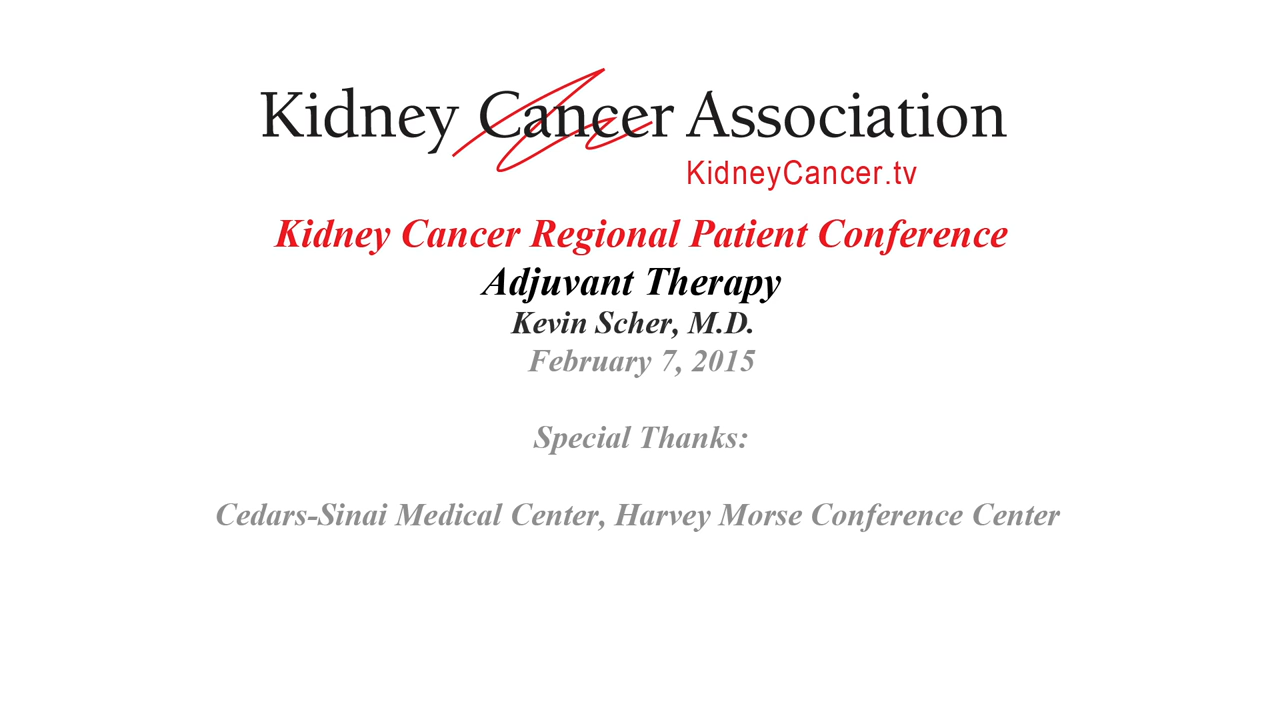 Kidney Cancer Association
KidneyCancer.tv
Kidney Cancer Regional Patient Conference
Adjuvant Therapy
Kevin Scher, M.D.
February 7, 2015
Special Thanks:
Cedars-Sinai Medical Center, Harvey Morse Conference Center